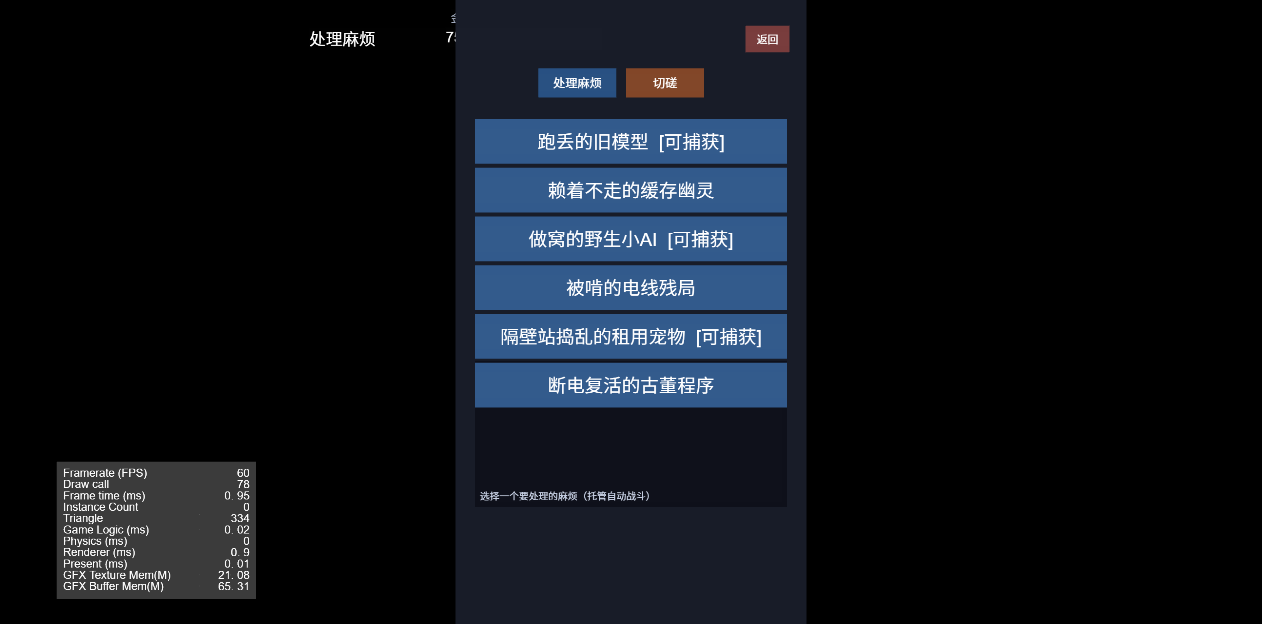 处理麻烦
75
返回
处理麻烦 切磋
跑丢的旧模型 [可捕获]
赖着不走的缓存幽灵
做窝的野生小AI [可捕获]
被啃的电线残局
隔壁站捣乱的租用宠物 [可捕获]
断电复活的古董程序
选择一个要处理的麻烦（托管自动战斗）
Framerate (FPS) 60
Draw call 78
Frame time (ms) 0.95
Instance Count 0
Triangle 334
Game Logic (ms) 0.02
Physics (ms) 0
Renderer (ms) 0.9
Present (ms) 0.01
GFX Texture Mem(M) 21.08
GFX Buffer Mem(M) 65.31